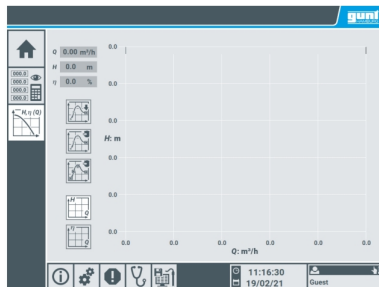 gunt
Q 0.00 m³/h
H 0.0 m
η 0.0 %
000.0
000.0
000.0
000.0
H,η (Q)
0.0
0.0
0.0
H: m
0.0
0.0
0.0
H
Q
η
Q
0.0 0.0 0.0 0.0 0.0 0.0
Q: m³/h
11:16:30
19/02/21
Guest